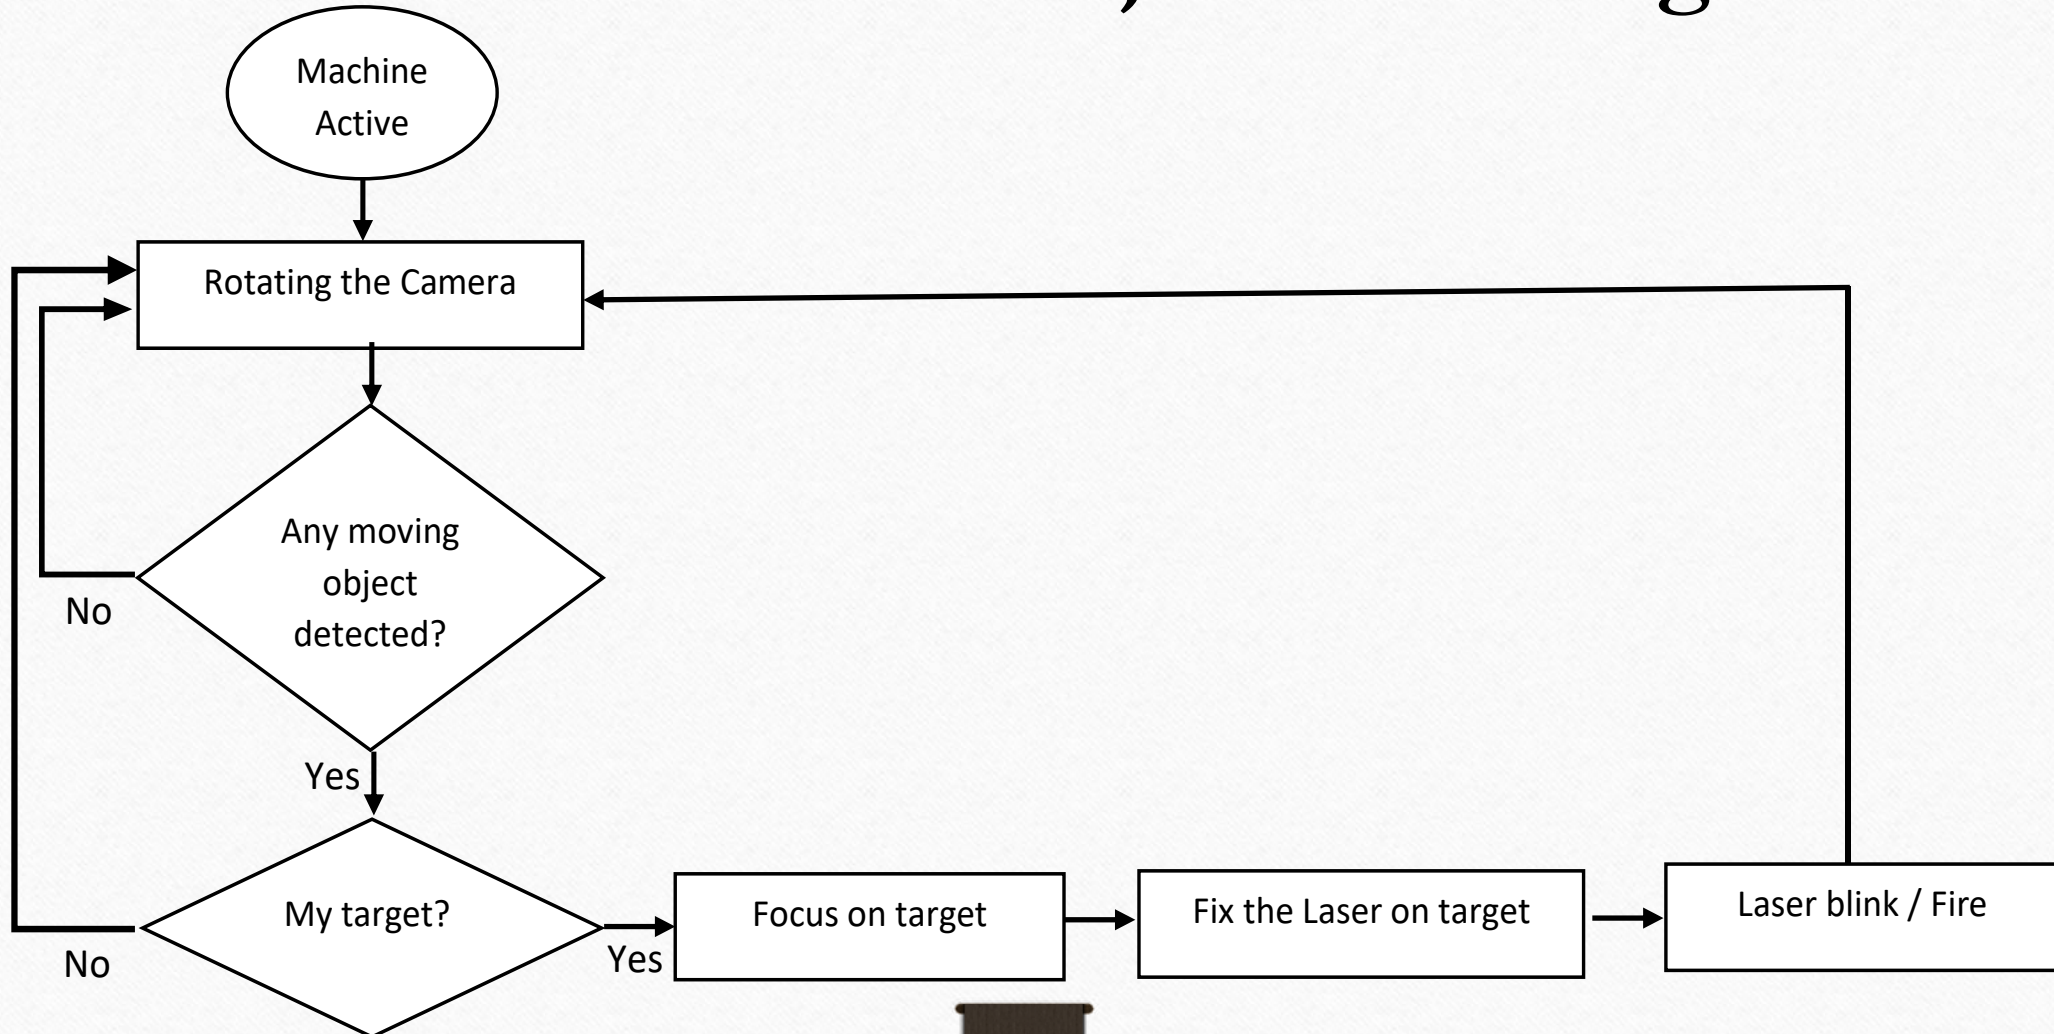 Machine
Active
Rotating the Camera
Any moving
object
detected?
No
Yes
My target?
No
Yes
Focus on target
Fix the Laser on target
Laser blink / Fire